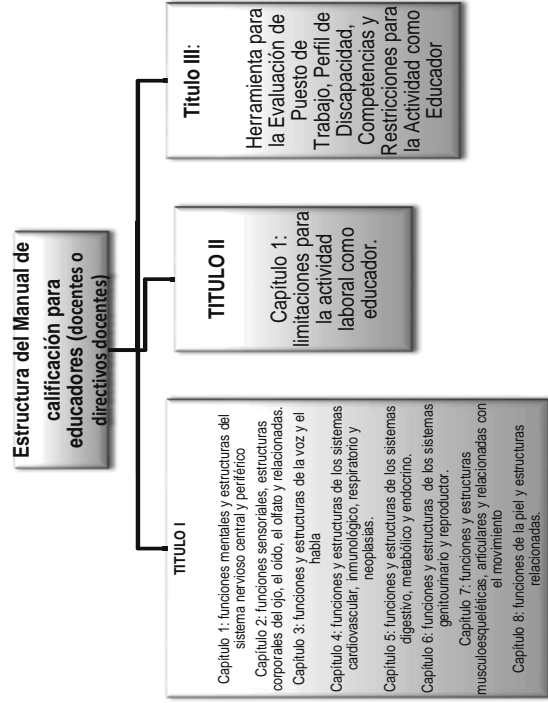 Estructura del Manual de
calificación para
educadores (docentes o
directivos docentes)
TITULO I
Capítulo 1: funciones mentales y estructuras del
sistema nervioso central y periférico
Capítulo 2: funciones sensoriales, estructuras
corporales del ojo, el oído, el olfato y relacionadas.
Capítulo 3: funciones y estructuras de la voz y el
habla
Capítulo 4: funciones y estructuras de los sistemas
cardiovascular, inmunológico, respiratorio y
neoplasias.
Capítulo 5: funciones y estructuras de los sistemas
digestivo, metabólico y endocrino.
Capítulo 6: funciones y estructuras de los sistemas
genitourinario y reproductor.
Capítulo 7: funciones y estructuras
musculoesqueléticas, articulares y relacionadas con
el movimiento
Capítulo 8: funciones de la piel y estructuras
relacionadas.
TITULO II
Capítulo 1:
limitaciones para
la actividad
laboral como
educador.
Titulo III:
Herramienta para
la Evaluación de
Puesto de
Trabajo, Perfil de
Discapacidad,
Competencias y
Restricciones para
la Actividad como
Educador